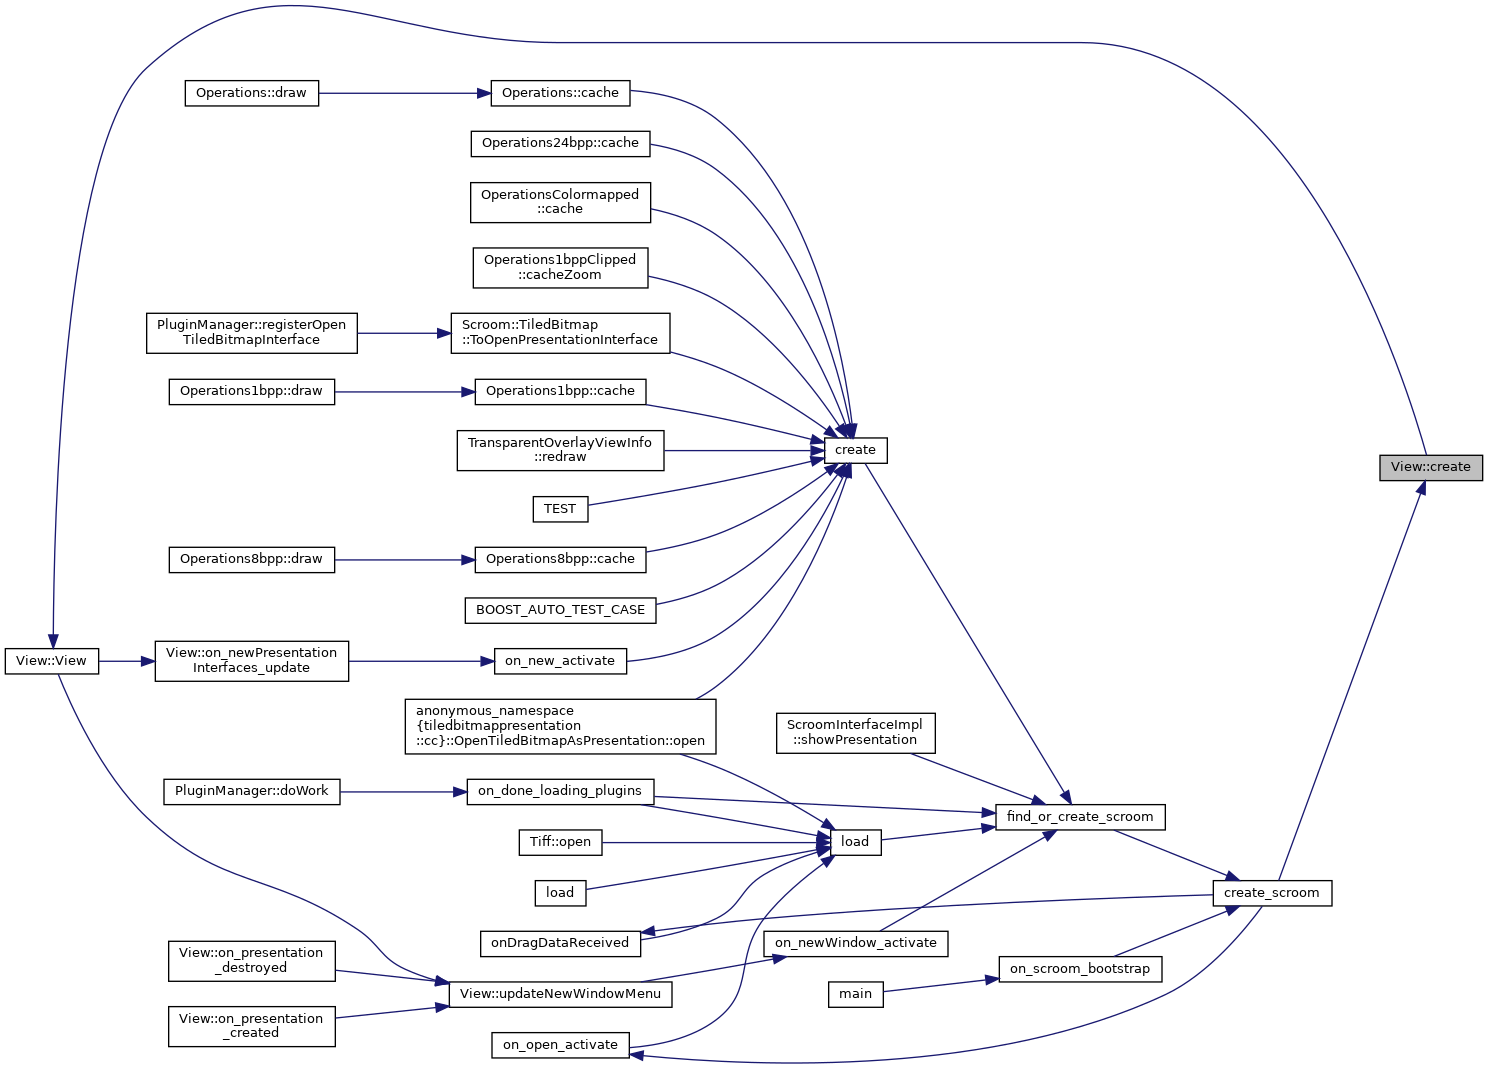 Operations::draw
Operations::cache
Operations24bpp::cache
OperationsColormapped
::cache
Operations1bppClipped
::cacheZoom
PluginManager::registerOpen
TiledBitmapInterface
Scroom::TiledBitmap
::ToOpenPresentationInterface
Operations1bpp::draw
Operations1bpp::cache
TransparentOverlayViewInfo
::redraw
create
View::create
TEST
Operations8bpp::draw
Operations8bpp::cache
BOOST_AUTO_TEST_CASE
View::View
View::on_newPresentation
Interfaces_update
on_new_activate
anonymous_namespace
{tiledbitmappresentation
::cc}::OpenTiledBitmapAsPresentation::open
ScroomInterfaceImpl
::showPresentation
PluginManager::doWork
on_done_loading_plugins
find_or_create_scroom
Tiff::open
load
load
create_scroom
onDragDataReceived
on_newWindow_activate
View::on_presentation
_destroyed
on_scroom_bootstrap
View::updateNewWindowMenu
main
View::on_presentation
_created
on_open_activate